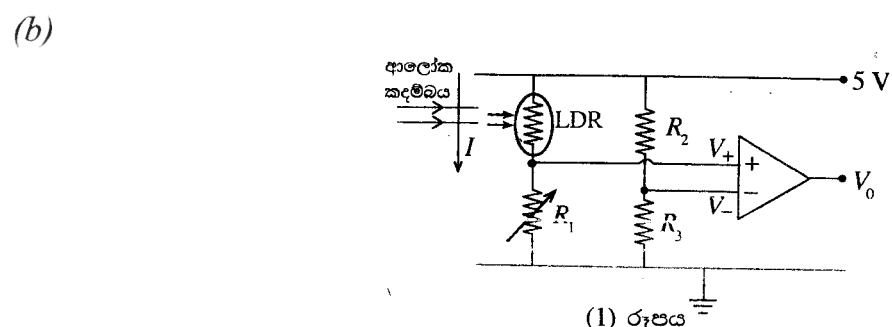 (b)
ආලෝක
කදම්බය
I
LDR
R₁
R₂
R₃
V₊
+
V₋
−
5 V
V₀
(1) රූපය